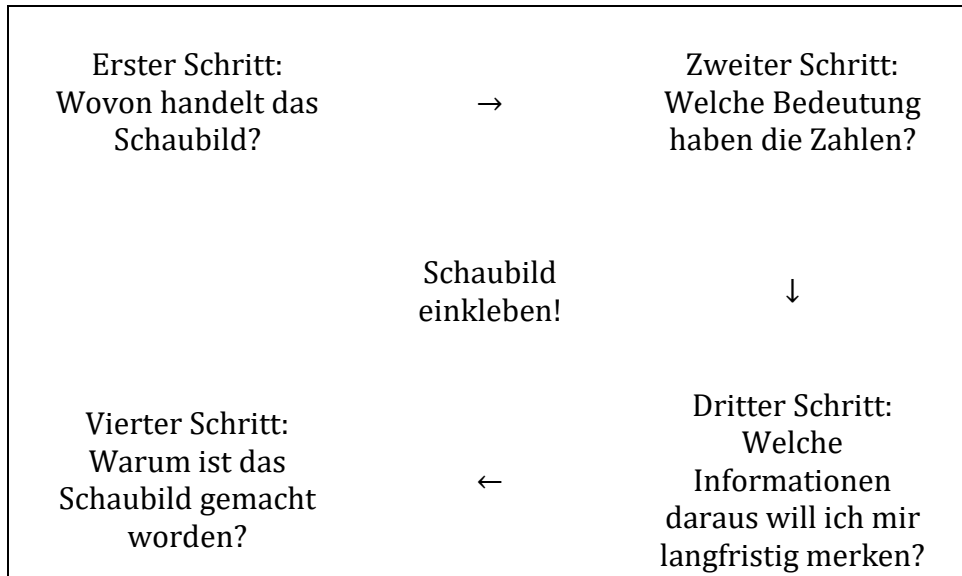 Erster Schritt:
Wovon handelt das
Schaubild?
→
Zweiter Schritt:
Welche Bedeutung
haben die Zahlen?
Schaubild
einkleben!
↓
Dritter Schritt:
Welche
Informationen
daraus will ich mir
langfristig merken?
←
Vierter Schritt:
Warum ist das
Schaubild gemacht
worden?